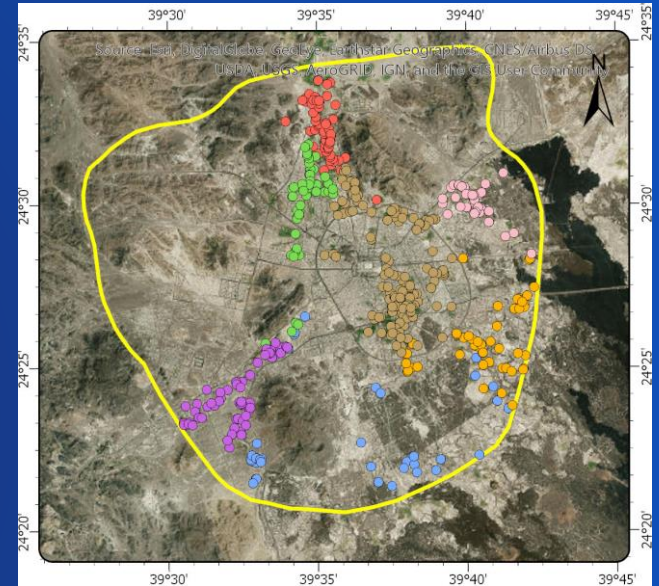 39°30' 39°35' 39°40' 39°45'
24°35' 24°35'
Source: Esri, DigitalGlobe, GeoEye, Earthstar Geographics, CNES/Airbus DS,
USDA, USGS, AeroGRID, IGN, and the GIS User Community
N
24°30' 24°30'
24°25' 24°25'
24°20' 24°20'
39°30' 39°35' 39°40' 39°45'